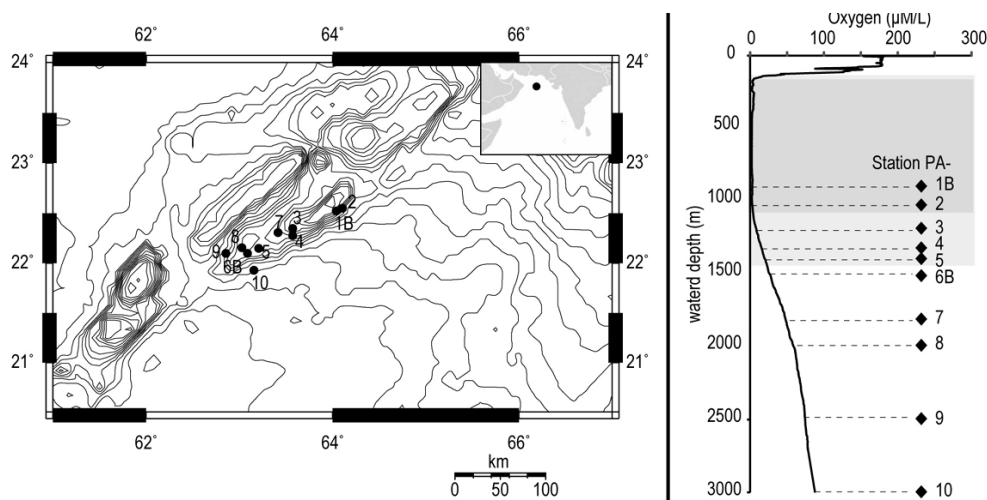 62° 64° 66°
24° 24°
23° 23°
22° 22°
21° 21°
2
1B
3
7
4
8
5
9
6B
10
62° 64° 66°
km
0 50 100
Oxygen (µM/L)
0 100 200 300
0
500
1000
1500
2000
2500
3000
waterd depth (m)
Station PA-
1B
2
3
4
5
6B
7
8
9
10